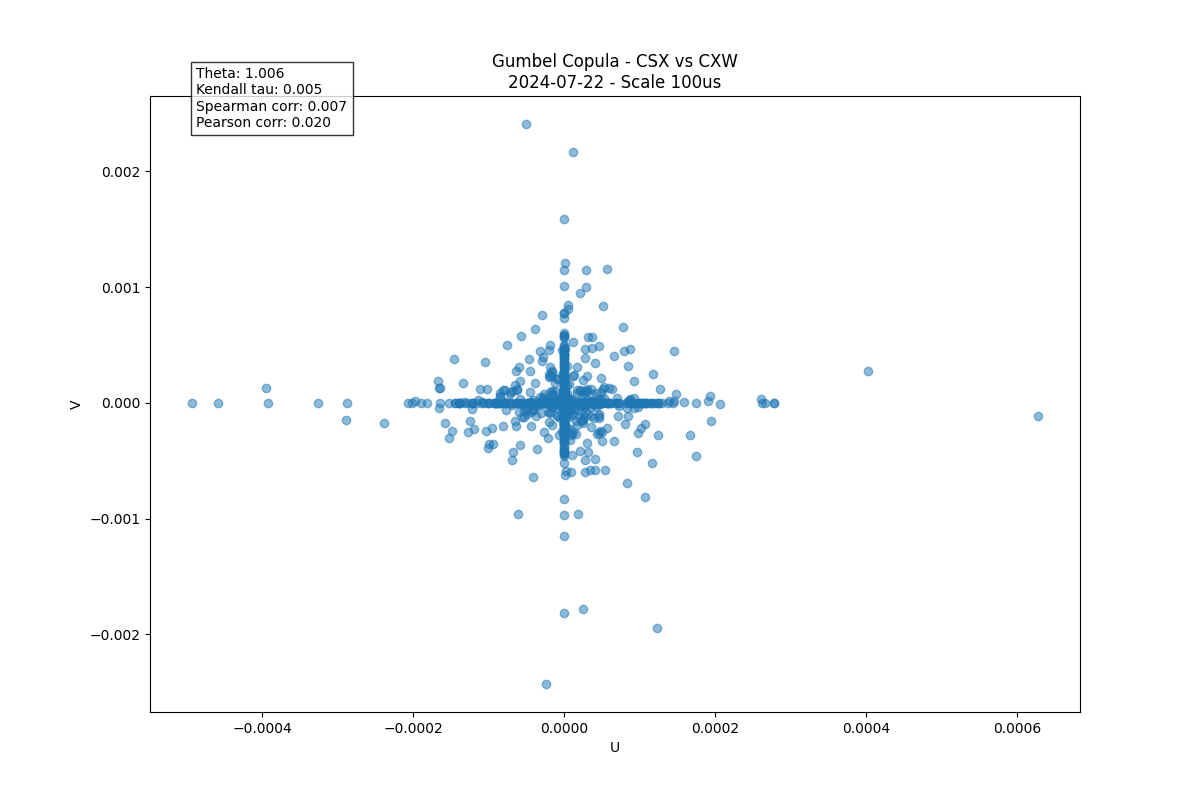 Gumbel Copula - CSX vs CXW
2024-07-22 - Scale 100us
Theta: 1.006
Kendall tau: 0.005
Spearman corr: 0.007
Pearson corr: 0.020
0.002
0.001
0.000
−0.001
−0.002
V
−0.0004
−0.0002
0.0000
0.0002
0.0004
0.0006
U